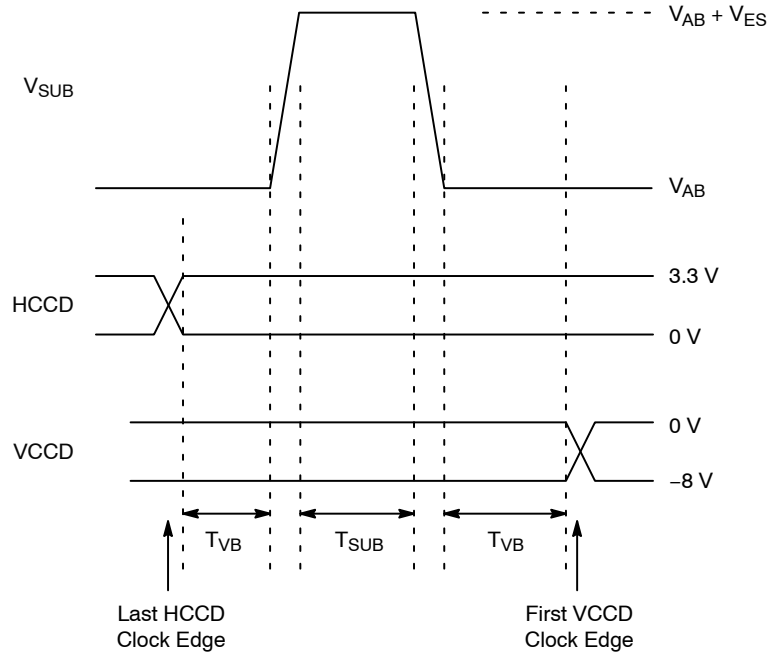 V_AB + V_ES
V_SUB
V_AB
3.3 V
HCCD
0 V
0 V
VCCD
−8 V
T_VB
T_SUB
T_VB
Last HCCD
Clock Edge
First VCCD
Clock Edge